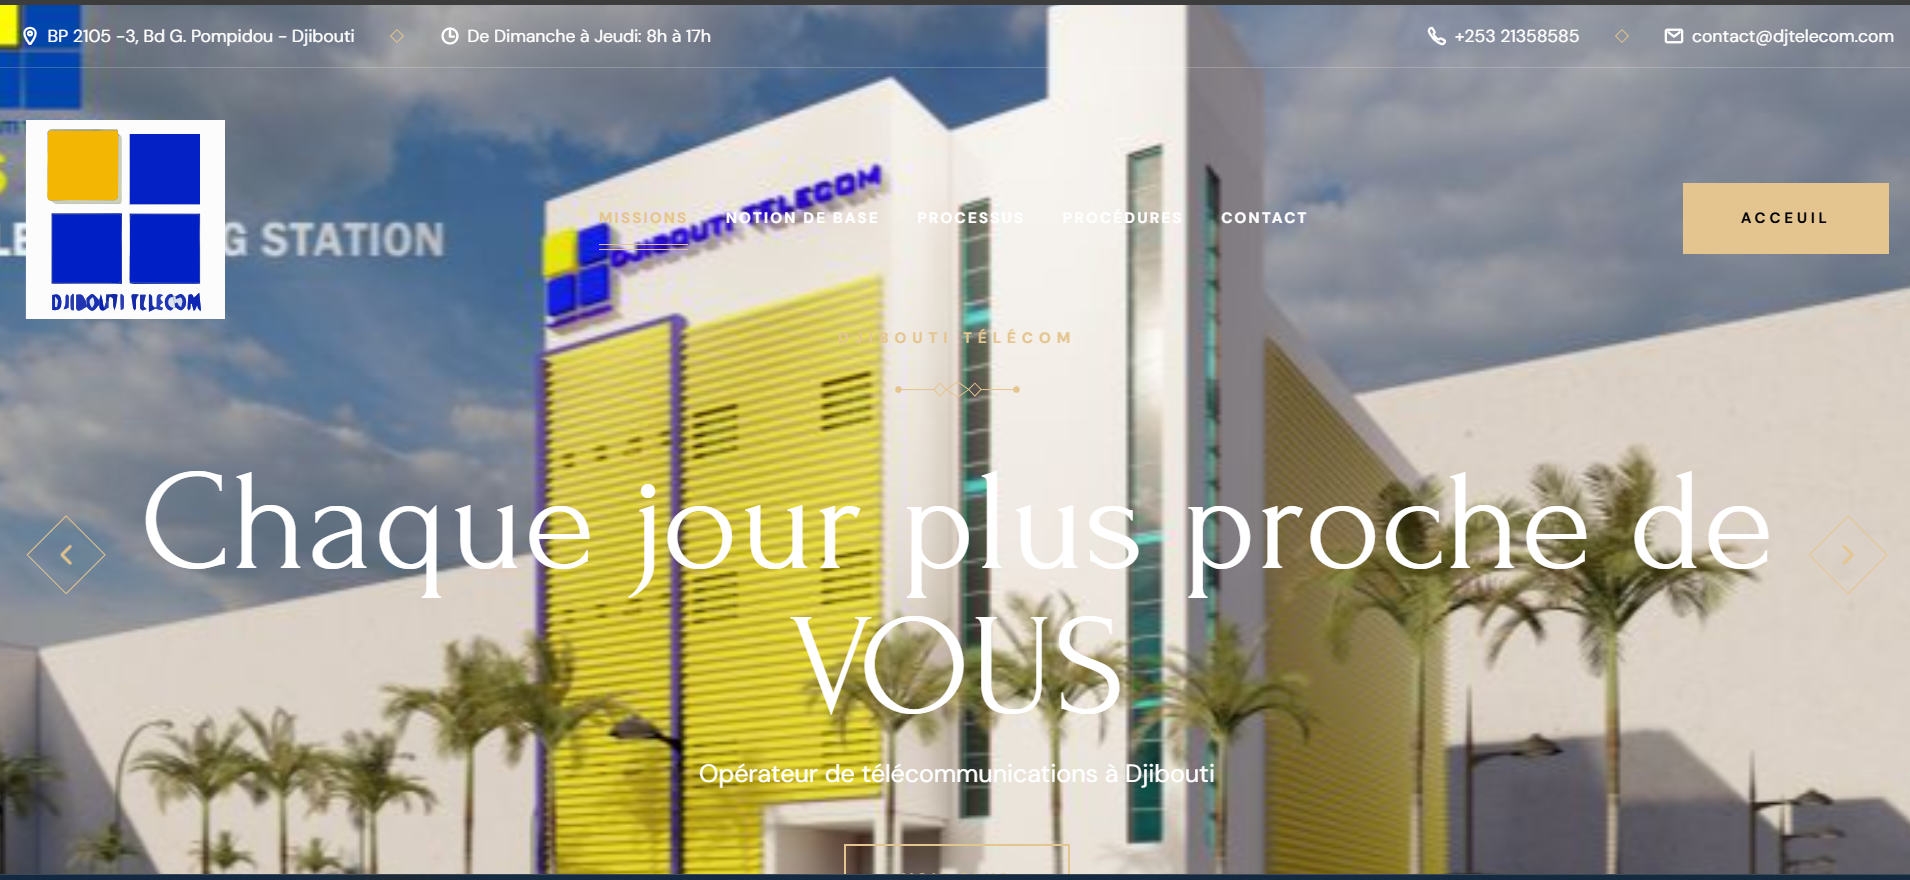 BP 2105 -3, Bd G. Pompidou - Djibouti
De Dimanche à Jeudi: 8h à 17h
+253 21358585
contact@djtelecom.com
DJIBOUTI TELECOM
G STATION
DJIBOUTI TELECOM
MISSIONS
NOTION DE BASE
PROCESSUS
PROCÉDURES
CONTACT
ACCEUIL
DJIBOUTI TÉLÉCOM
Chaque jour plus proche de
VOUS
Opérateur de télécommunications à Djibouti